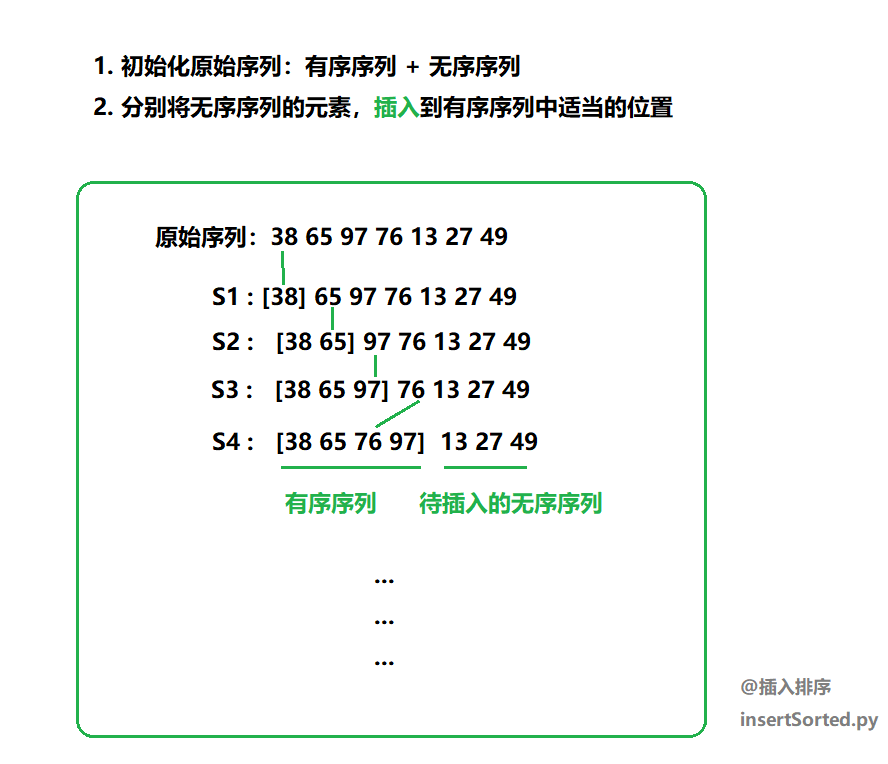 1. 初始化原始序列：有序序列 + 无序序列
2. 分别将无序序列的元素，插入到有序序列中适当的位置
原始序列：38 65 97 76 13 27 49
S1 : [38] 65 97 76 13 27 49
S2 : [38 65] 97 76 13 27 49
S3 : [38 65 97] 76 13 27 49
S4 : [38 65 76 97] 13 27 49
有序序列 待插入的无序序列
...
...
...
@插入排序
insertSorted.py